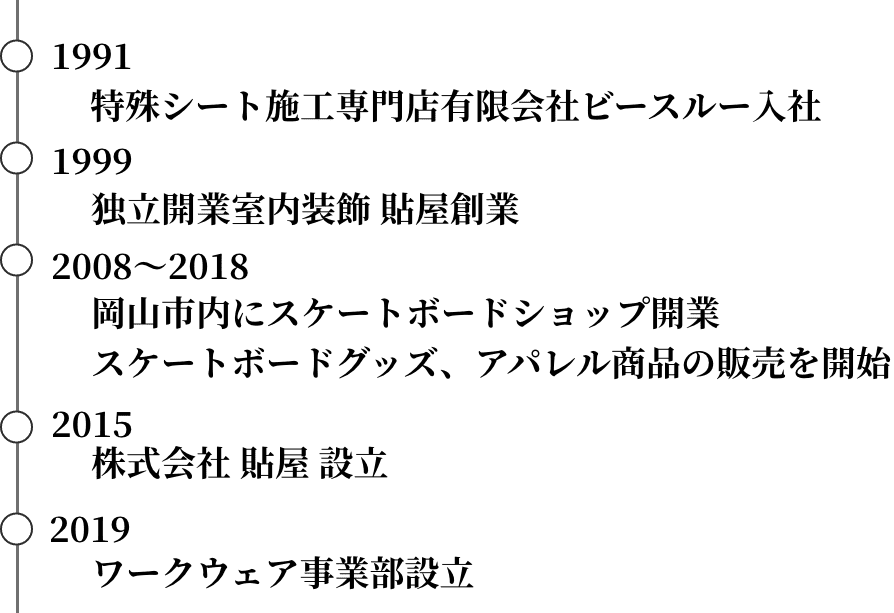 1991
特殊シート施工専門店有限会社ビースルー入社
1999
独立開業室内装飾 貼屋創業
2008〜2018
岡山市内にスケートボードショップ開業
スケートボードグッズ、アパレル商品の販売を開始
2015
株式会社 貼屋 設立
2019
ワークウェア事業部設立